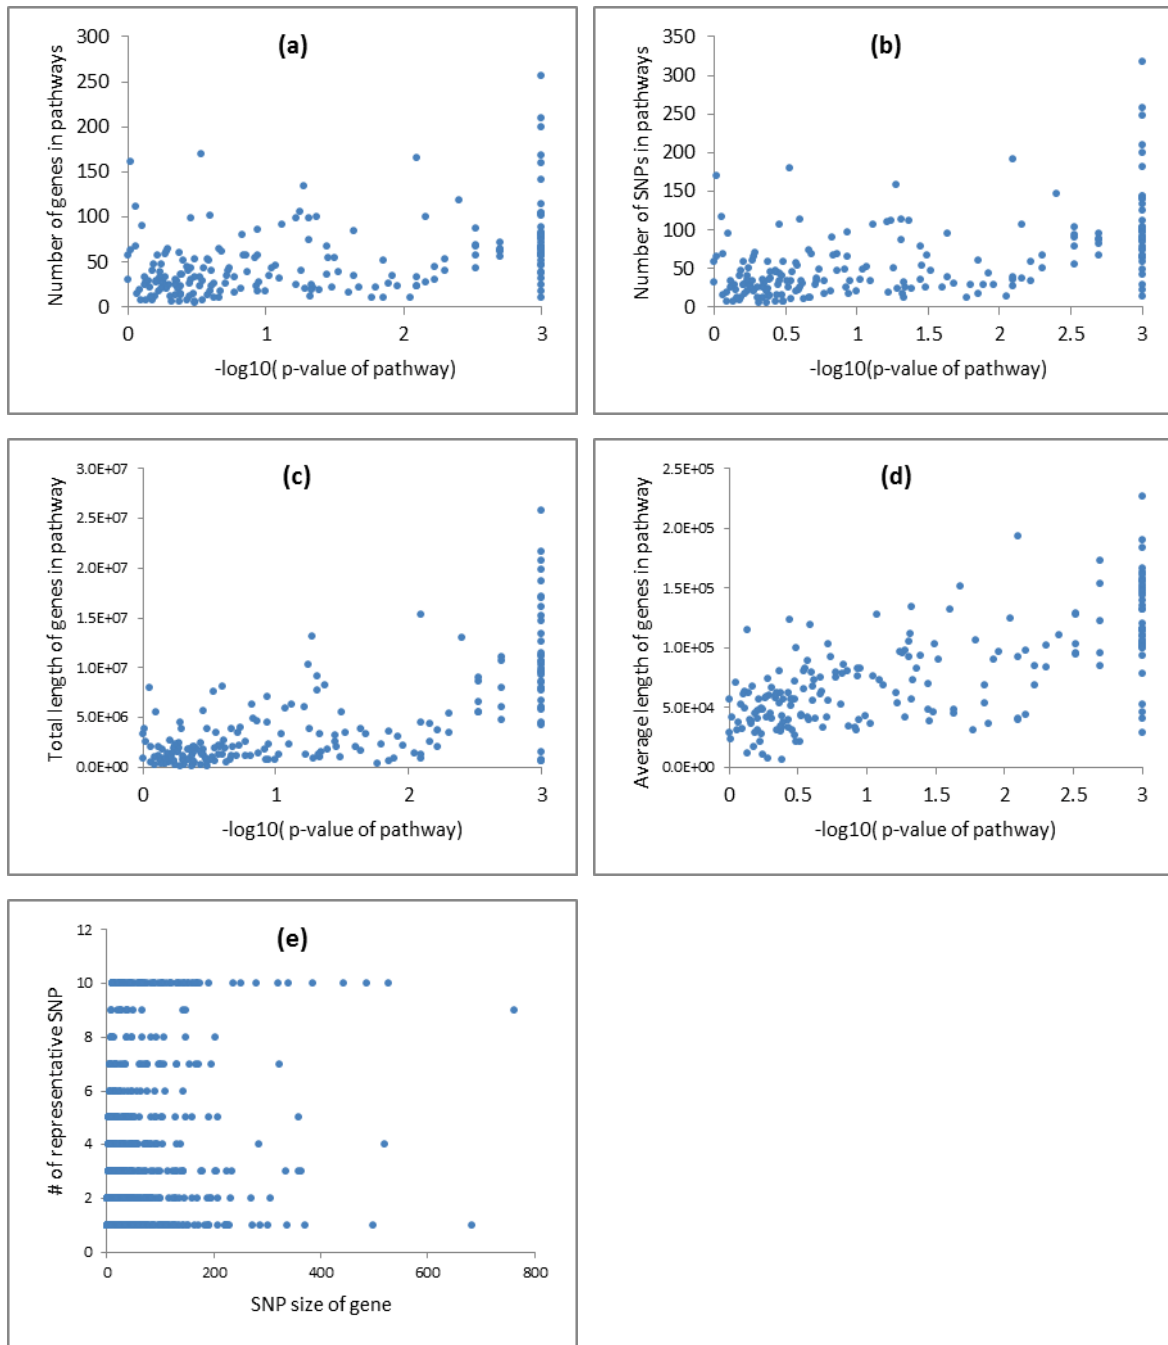 (a)
Number of genes in pathways
300
250
200
150
100
50
0
0 1 2 3
-log10( p-value of pathway)
(b)
Number of SNPs in pathways
350
300
250
200
150
100
50
0
0 0.5 1 1.5 2 2.5 3
-log10(p-value of pathway)
(c)
Total length of genes in pathway
3.0E+07
2.5E+07
2.0E+07
1.5E+07
1.0E+07
5.0E+06
0.0E+00
0 1 2 3
-log10( p-value of pathway)
(d)
Average length of genes in pathway
2.5E+05
2.0E+05
1.5E+05
1.0E+05
5.0E+04
0.0E+00
0 0.5 1 1.5 2 2.5 3
-log10( p-value of pathway)
(e)
# of representative SNP
12
10
8
6
4
2
0
0 200 400 600 800
SNP size of gene